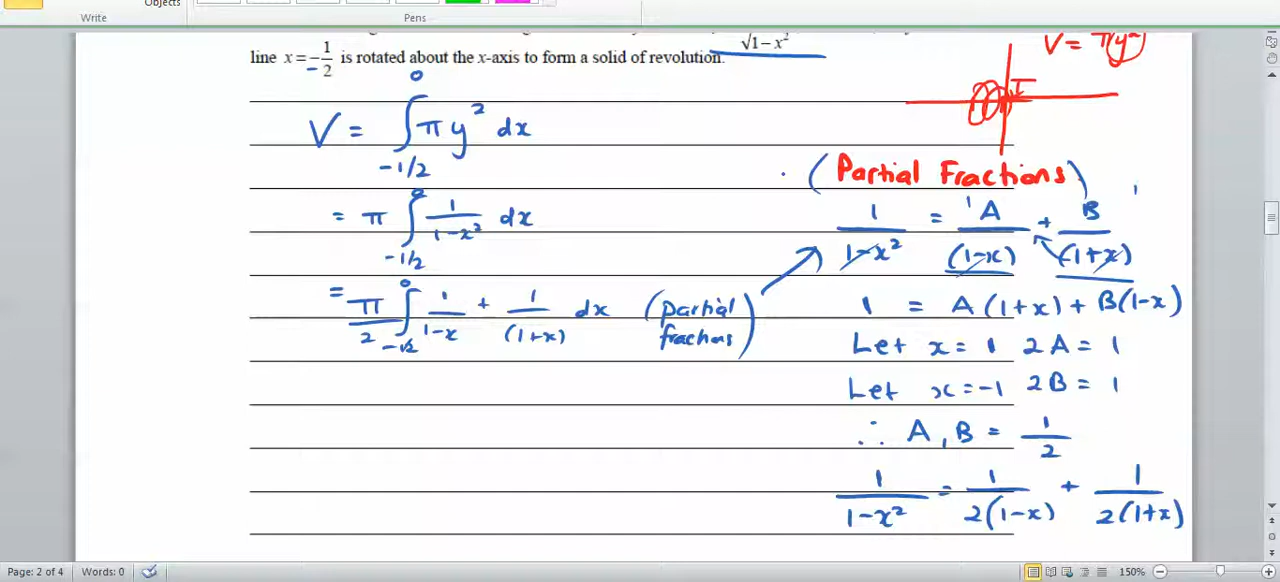 Objects
Write
Pens
√1−x²
V = π(y²)
line x = −1/2 is rotated about the x-axis to form a solid of revolution.
V = ∫_{-1/2}^{0} π y² dx
= π ∫_{-1/2}^{0} 1/(1−x²) dx
= π/2 ∫_{-1/2}^{0} 1/(1−x) + 1/(1+x) dx (partial fractions)
(Partial Fractions)
1/(1−x²) = A/(1−x) + B/(1+x)
1 = A(1+x) + B(1−x)
Let x = 1 2A = 1
Let x = −1 2B = 1
∴ A, B = 1/2
1/(1−x²) = 1/(2(1−x)) + 1/(2(1+x))
Page: 2 of 4 Words: 0 150%